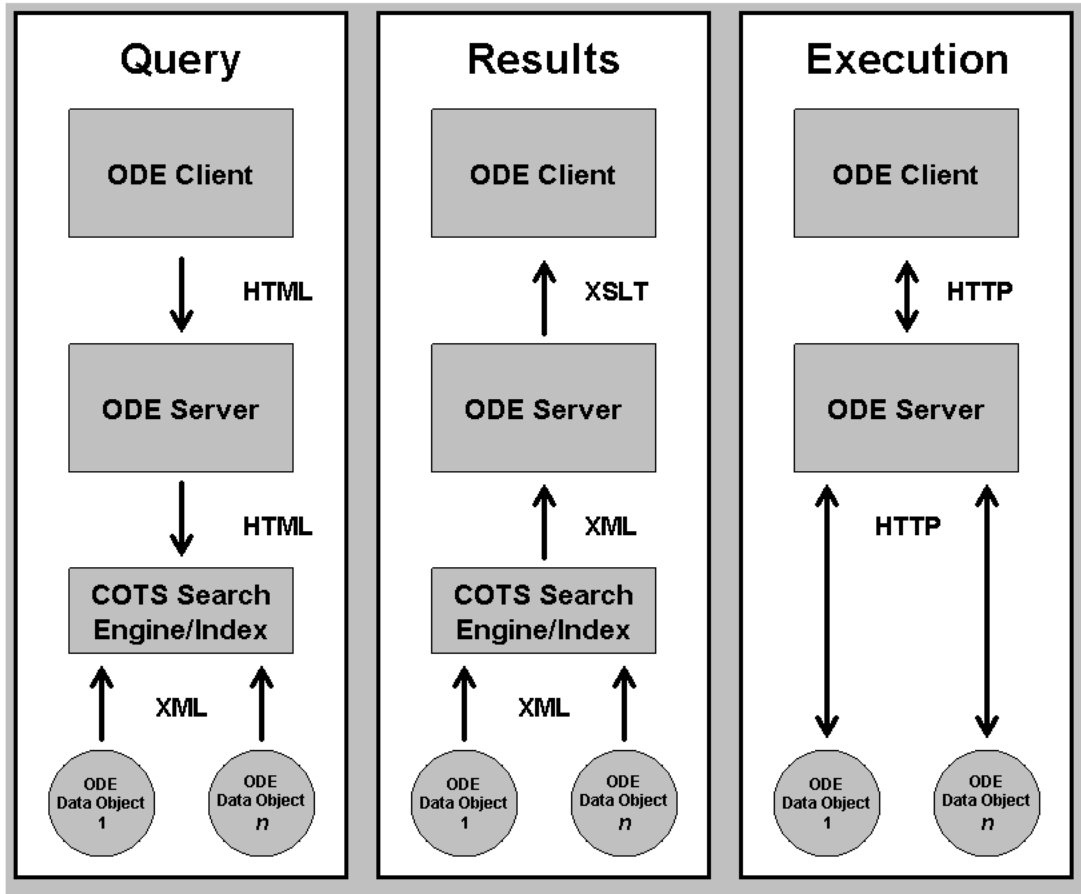 Query
ODE Client
HTML
ODE Server
HTML
COTS Search
Engine/Index
XML
ODE
Data Object
1
ODE
Data Object
n
Results
ODE Client
XSLT
ODE Server
XML
COTS Search
Engine/Index
XML
ODE
Data Object
1
ODE
Data Object
n
Execution
ODE Client
HTTP
ODE Server
HTTP
ODE
Data Object
1
ODE
Data Object
n